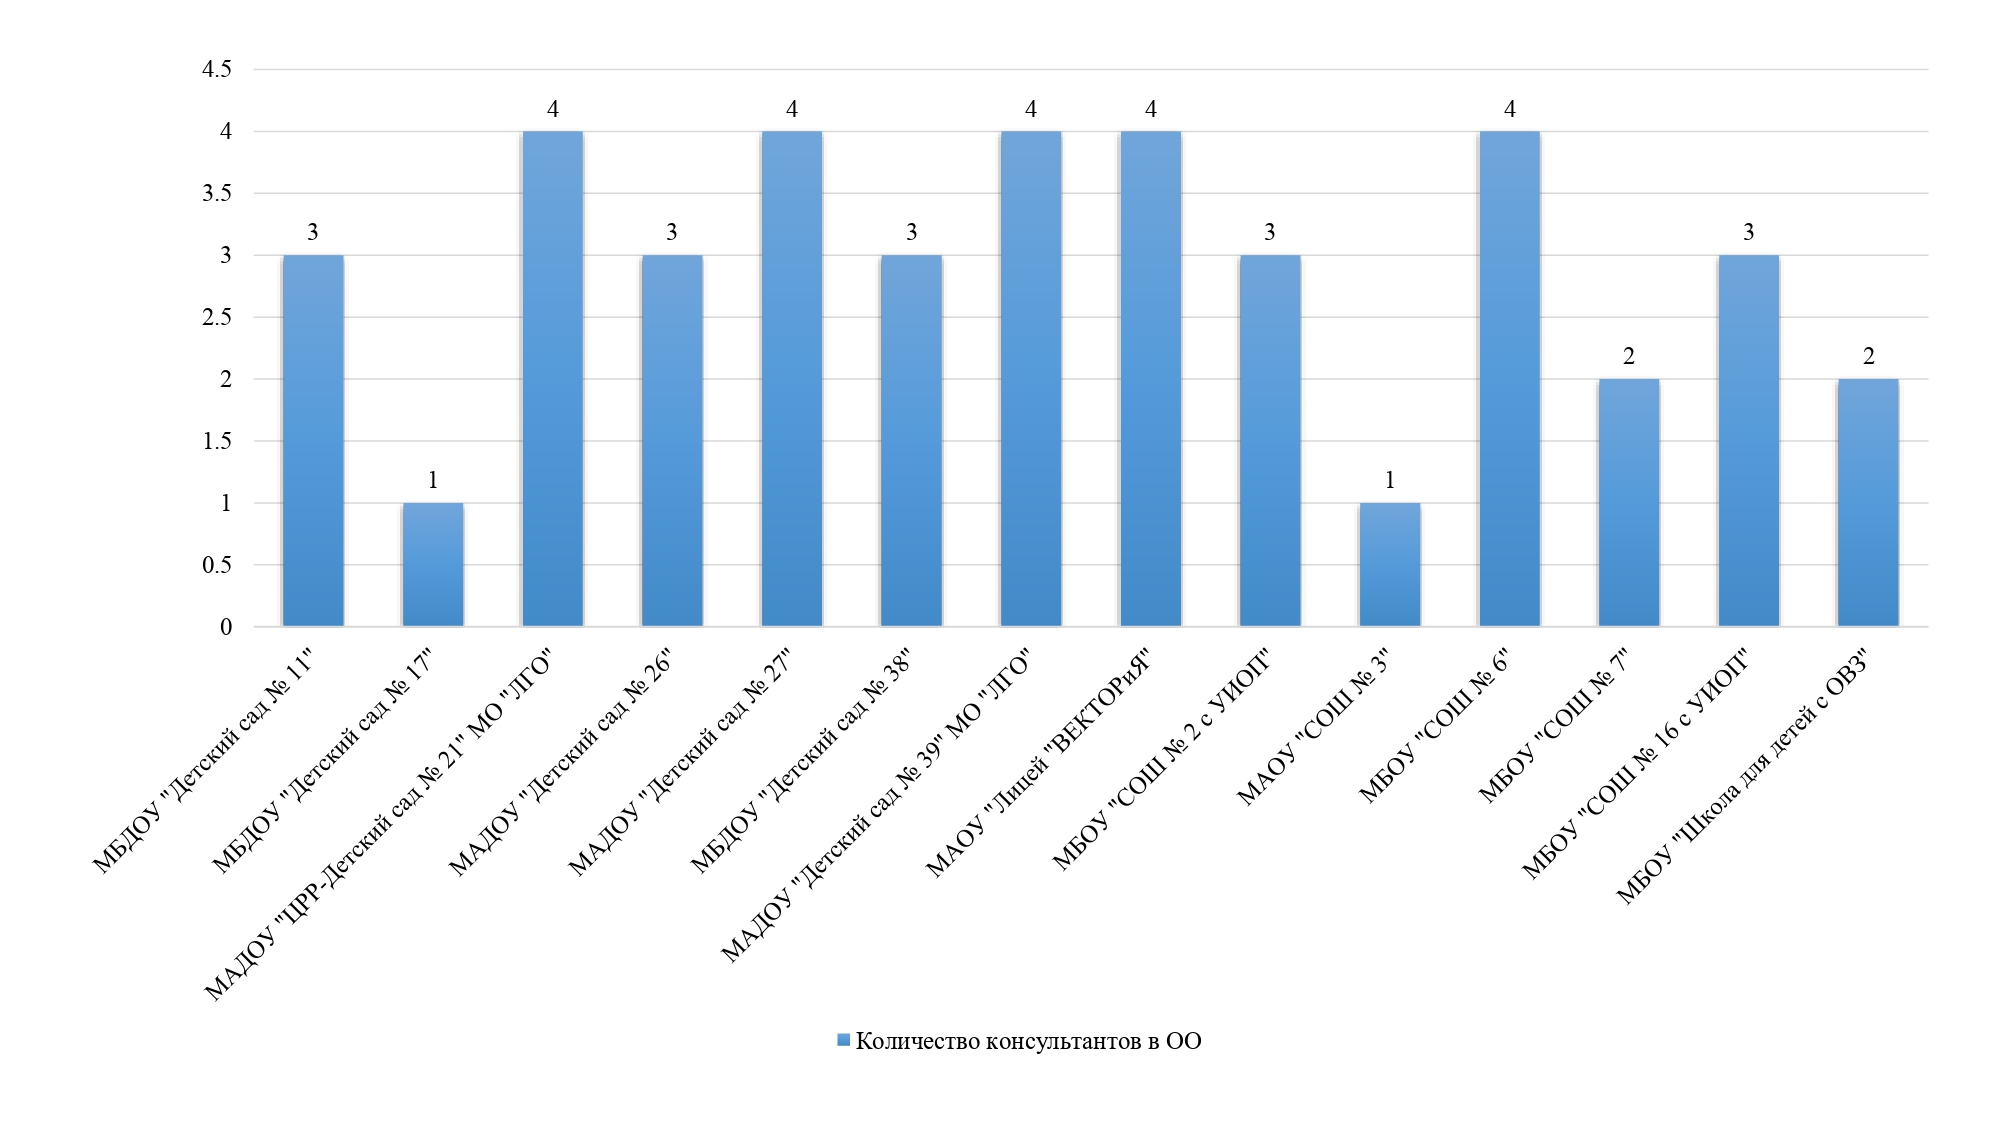 4.5
4
3.5
3
2.5
2
1.5
1
0.5
0
3
1
4
3
4
3
4
4
3
1
4
2
3
2
МБДОУ "Детский сад № 11"
МБДОУ "Детский сад № 17"
МАДОУ "ЦРР-Детский сад № 21" МО "ЛГО"
МАДОУ "Детский сад № 26"
МАДОУ "Детский сад № 27"
МБДОУ "Детский сад № 38"
МАДОУ "Детский сад № 39" МО "ЛГО"
МАОУ "Лицей "ВЕКТОРиЯ"
МБОУ "СОШ № 2 с УИОП"
МАОУ "СОШ № 3"
МБОУ "СОШ № 6"
МБОУ "СОШ № 7"
МБОУ "СОШ № 16 с УИОП"
МБОУ "Школа для детей с ОВЗ"
Количество консультантов в ОО